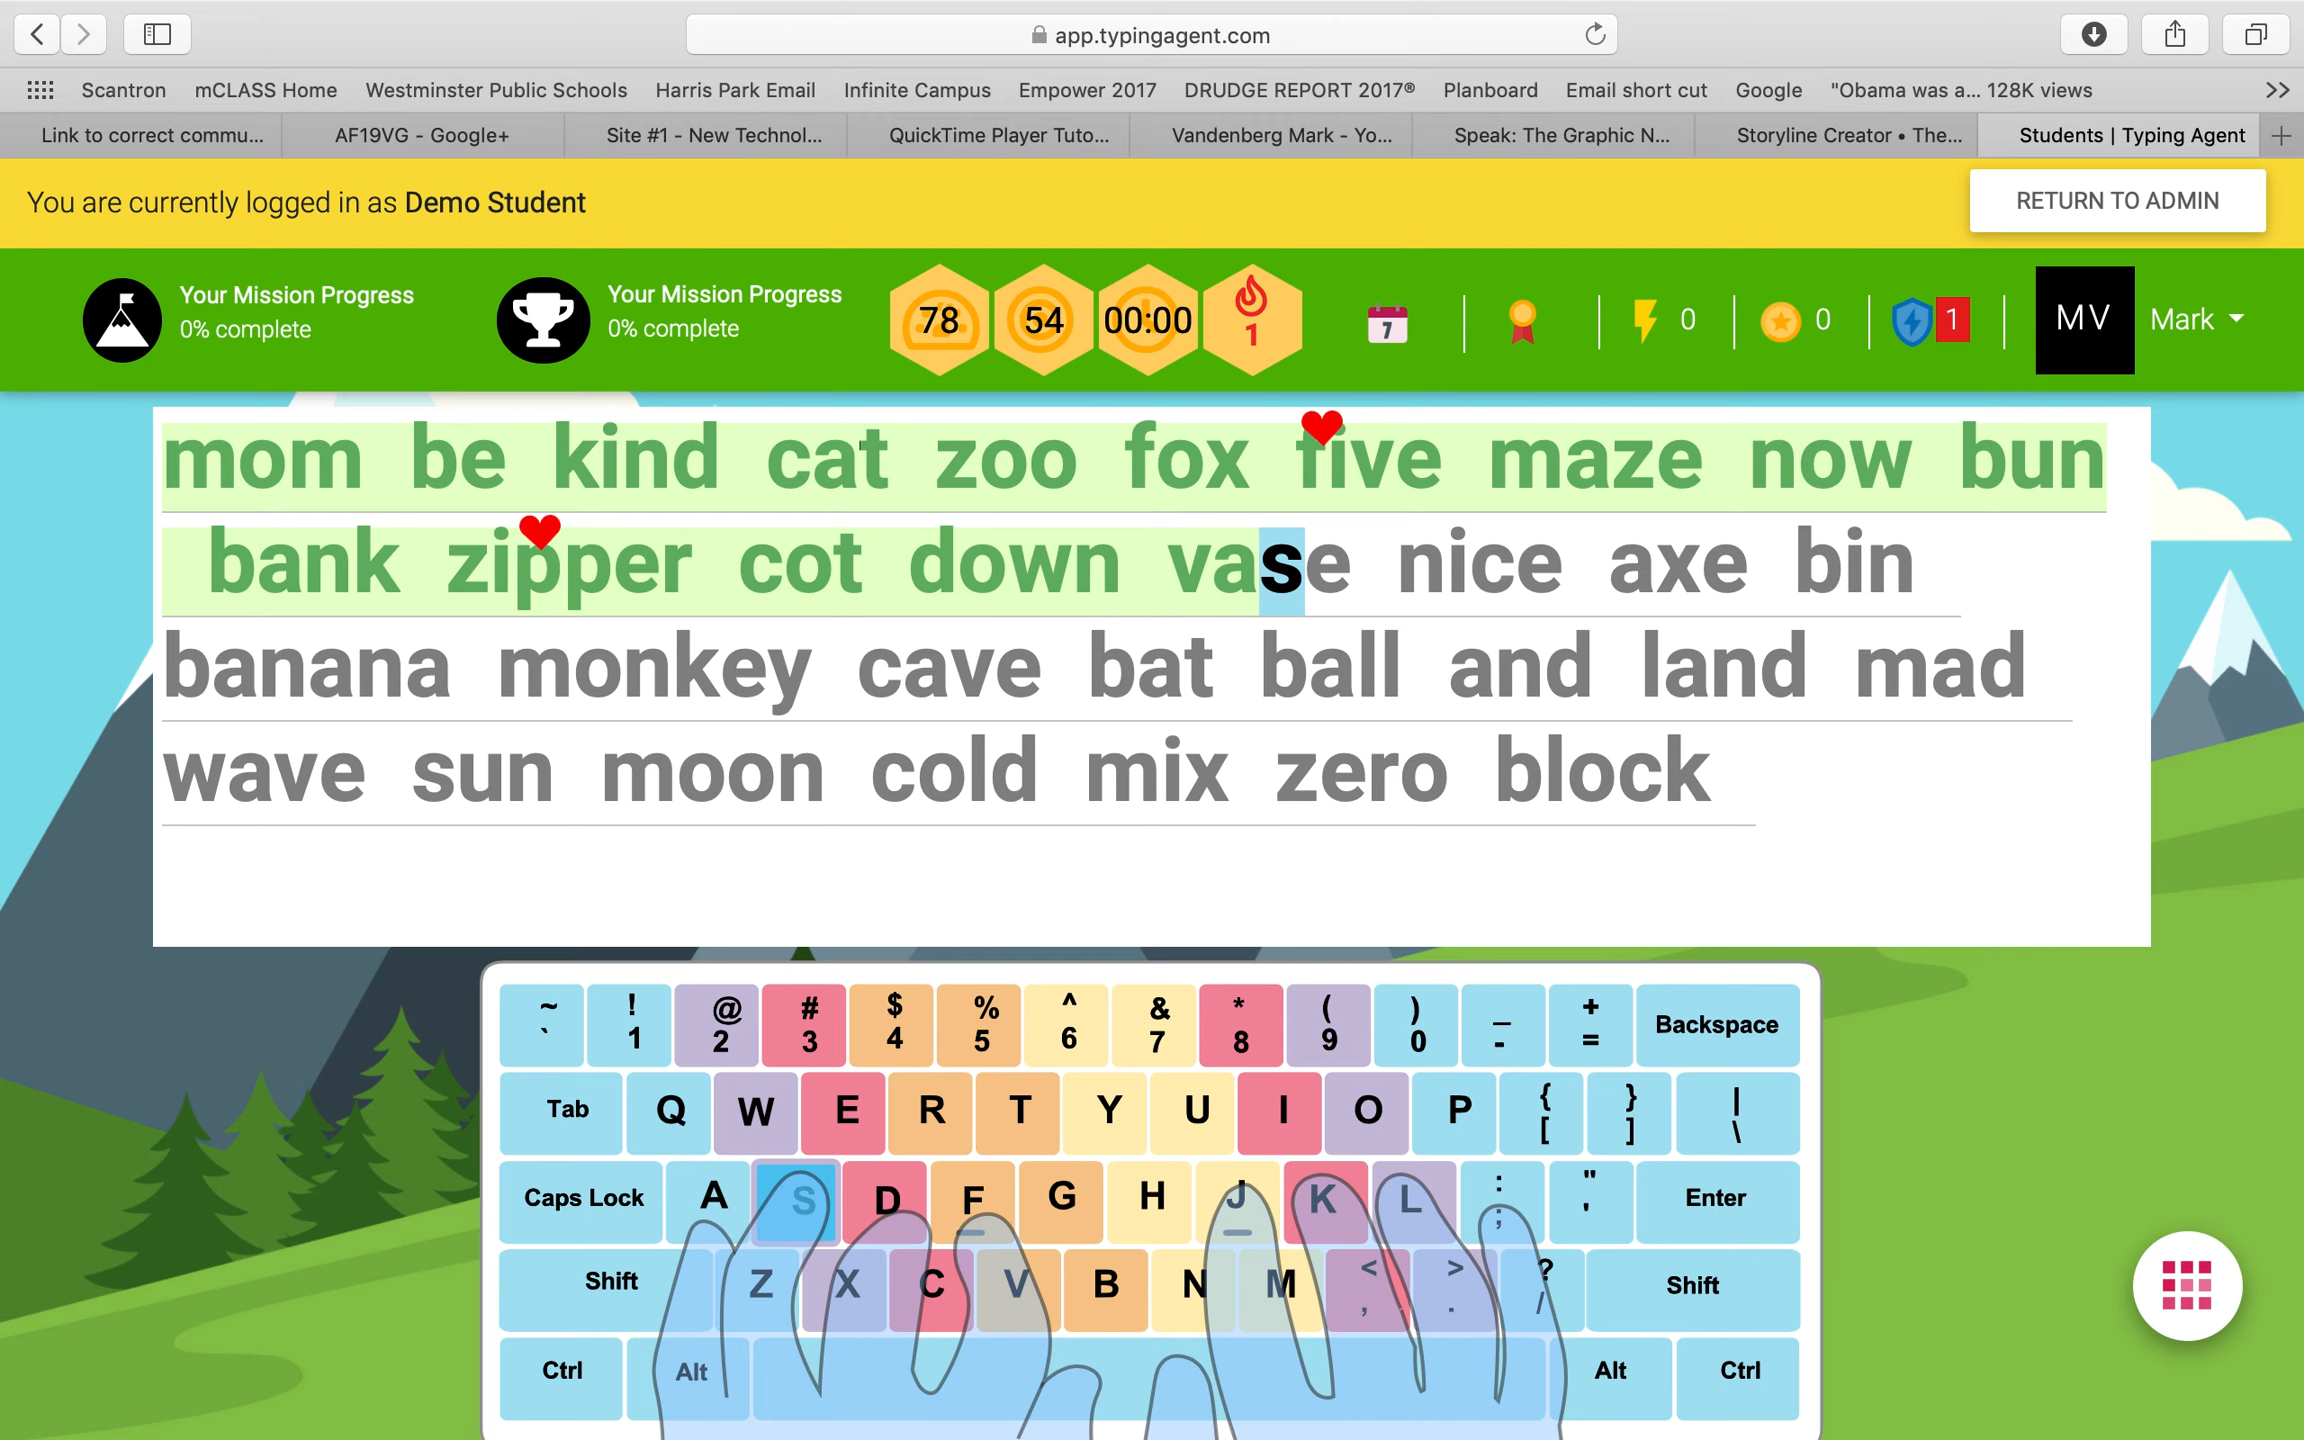 app.typingagent.com
Scantron mCLASS Home Westminster Public Schools Harris Park Email Infinite Campus Empower 2017 DRUDGE REPORT 2017® Planboard Email short cut Google "Obama was a... 128K views
Link to correct commu... AF19VG - Google+ Site #1 - New Technol... QuickTime Player Tuto... Vandenberg Mark - Yo... Speak: The Graphic N... Storyline Creator • The... Students | Typing Agent
You are currently logged in as Demo Student RETURN TO ADMIN
Your Mission Progress
0% complete
Your Mission Progress
0% complete
78 54 00:00 1 7 0 0 1 MV Mark
mom be kind cat zoo fox five maze now bun
bank zipper cot down vase nice axe bin
banana monkey cave bat ball and land mad
wave sun moon cold mix zero block
~ ! @ # $ % ^ & * ( ) _ +
` 1 2 3 4 5 6 7 8 9 0 - = Backspace
Tab Q W E R T Y U I O P { [ } ] | \
Caps Lock A S D F G H J K L : ; " ' Enter
Shift Z X C V B N M < , > . ? / Shift
Ctrl Alt Alt Ctrl